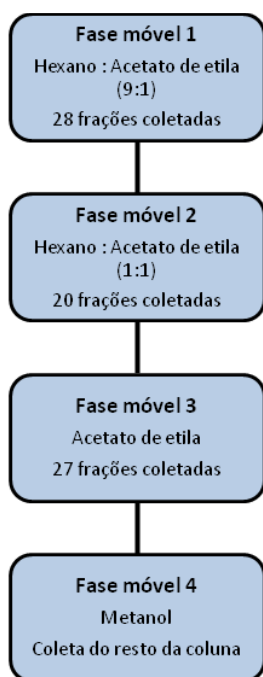 Fase móvel 1
Hexano : Acetato de etila
(9:1)
28 frações coletadas
Fase móvel 2
Hexano : Acetato de etila
(1:1)
20 frações coletadas
Fase móvel 3
Acetato de etila
27 frações coletadas
Fase móvel 4
Metanol
Coleta do resto da coluna